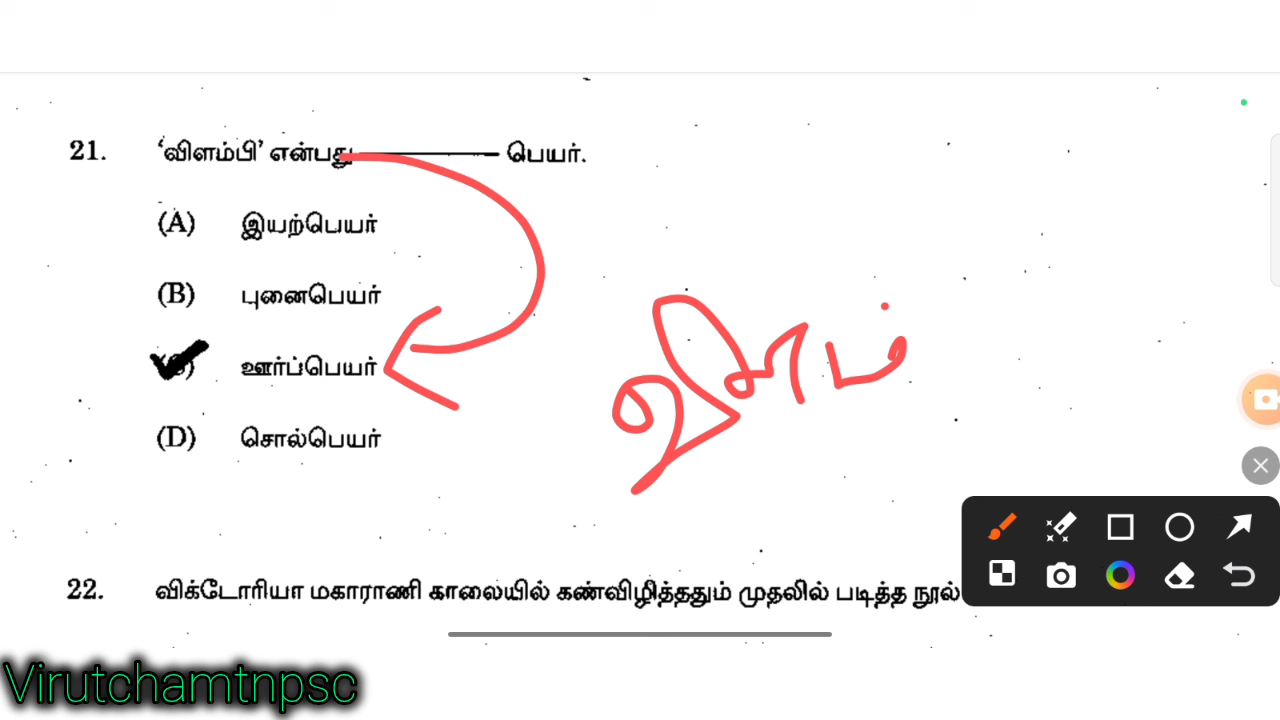 21. 'விளம்பி' என்பது ———— பெயர்.
(A) இயற்பெயர்
(B) புனைபெயர்
ஊர்ப்பெயர்
விளம்
(D) சொல்பெயர்
22. விக்டோரியா மகாராணி காலையில் கண்விழித்ததும் முதலில் படித்த நூல்
Virutchamtnpsc